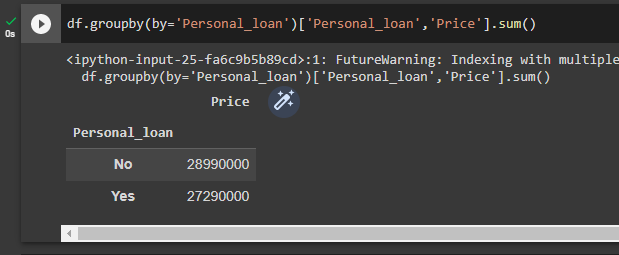 0s
df.groupby(by='Personal_loan')['Personal_loan','Price'].sum()
<ipython-input-25-fa6c9b5b89cd>:1: FutureWarning: Indexing with multiple
df.groupby(by='Personal_loan')['Personal_loan','Price'].sum()
Price
Personal_loan
No 28990000
Yes 27290000